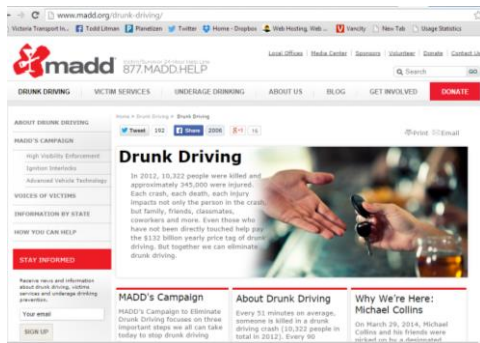 www.madd.org/drunk-driving/
Victoria Transport In... Todd Litman Planetizen Twitter Home - Dropbox Web Hosting, Web ... Vancity New Tab Usage Statistics
Local Offices Media Center Sponsors Volunteer Donate Contact Us
madd
877.MADD.HELP
Search GO
DRUNK DRIVING VICTIM SERVICES UNDERAGE DRINKING ABOUT US BLOG GET INVOLVED DONATE
ABOUT DRUNK DRIVING
MADD'S CAMPAIGN
High Visibility Enforcement
Ignition Interlocks
Advanced Vehicle Technology
VOICES OF VICTIMS
INFORMATION BY STATE
HOW YOU CAN HELP
STAY INFORMED
Receive news and information
about drunk driving, victims
services and underage drinking
prevention.
Your email
SIGN UP
Home > Drunk Driving > Drunk Driving
Tweet 192 Share 2006 +1 16
Print Email
Drunk Driving
In 2012, 10,322 people were killed and
approximately 345,000 were injured.
Each crash, each death, each injury
impacts not only the person in the crash
but family, friends, classmates,
coworkers and more. Even those who
have not been directly touched help pay
the $132 billion yearly price tag of drunk
driving. But together we can eliminate
drunk driving.
MADD's Campaign
MADD's Campaign to Eliminate
Drunk Driving focuses on three
important steps we all can take
today to stop drunk driving
About Drunk Driving
Every 51 minutes on average,
someone is killed in a drunk
driving crash (10,322 people in
total in 2012). Every 90
Why We're Here:
Michael Collins
On March 29, 2014, Michael
Collins and his friends were
picked up by a designated